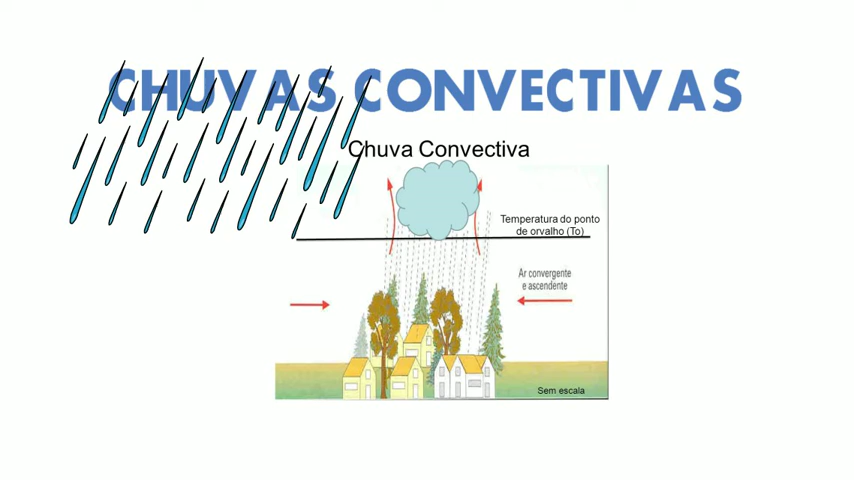 CHUVAS CONVECTIVAS
Chuva Convectiva
Temperatura do ponto
de orvalho (To)
Ar convergente
e ascendente
Sem escala